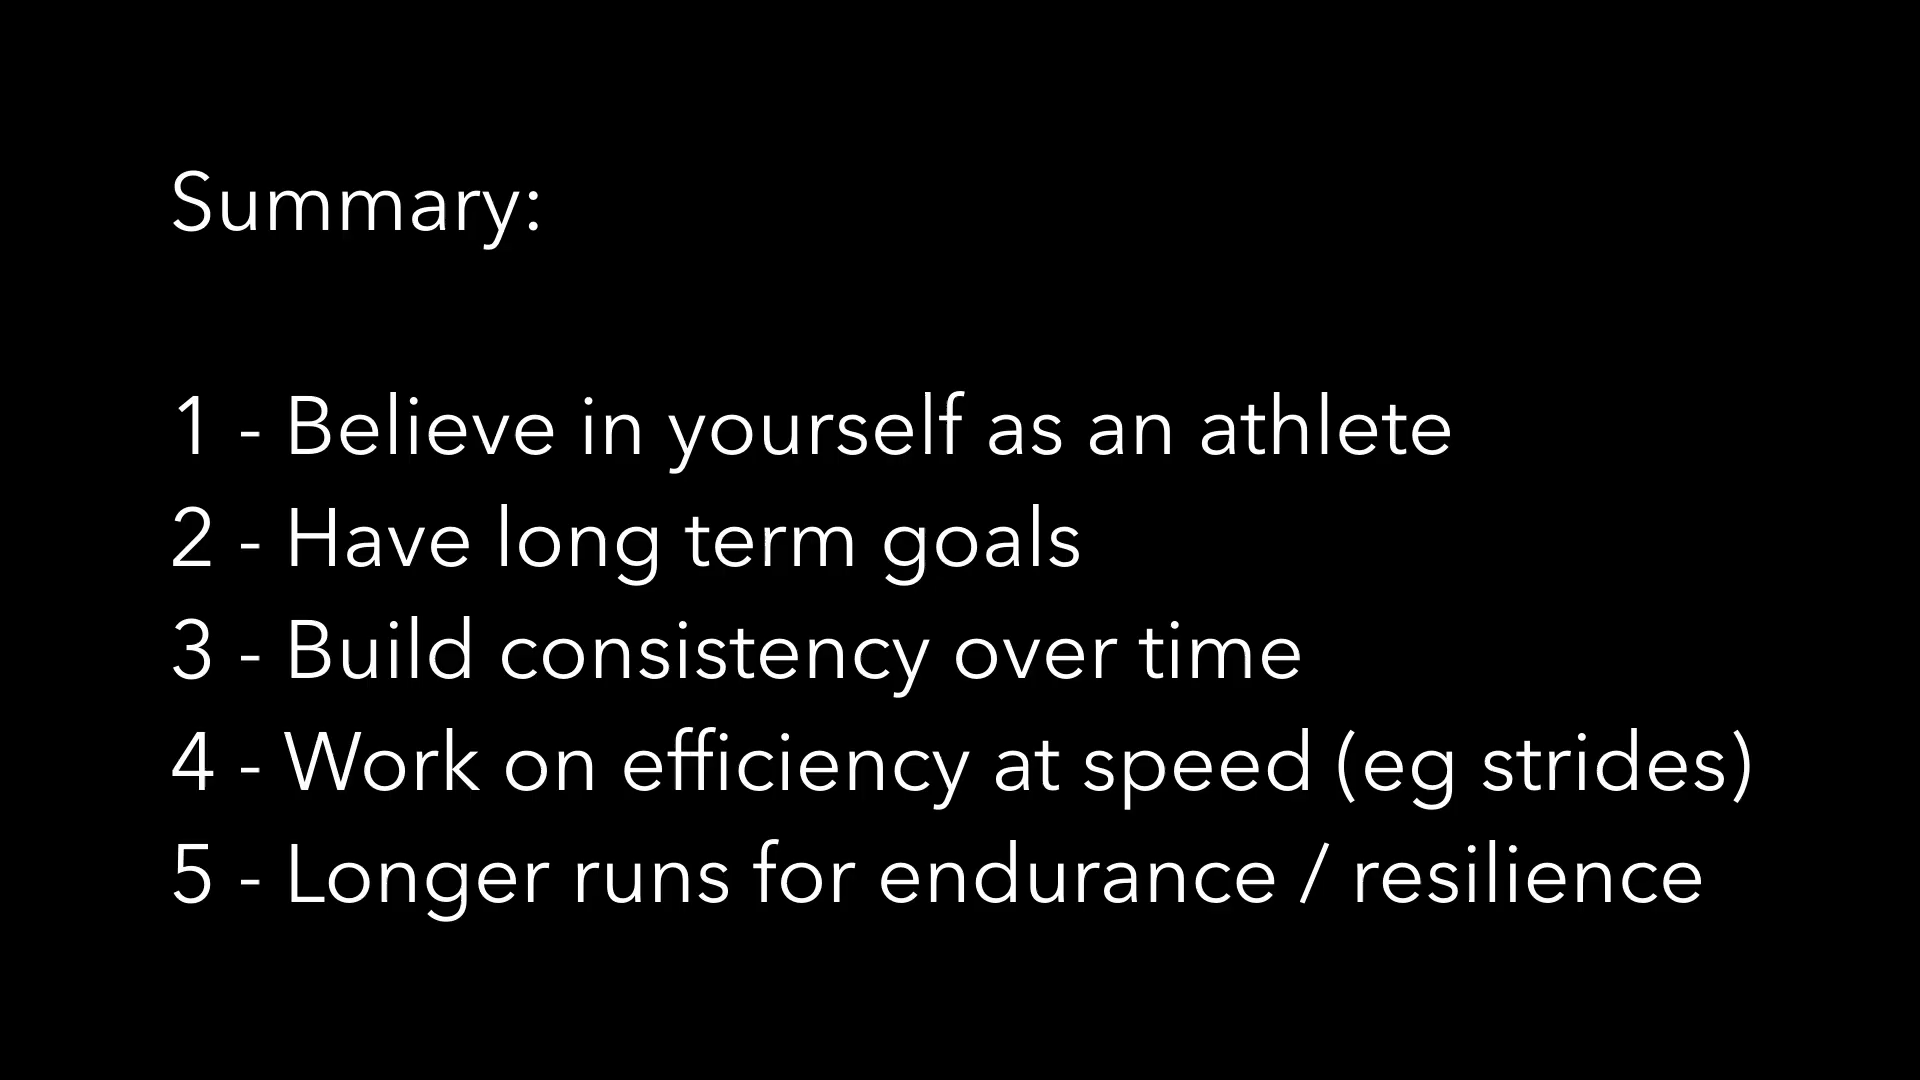 Summary:
1 - Believe in yourself as an athlete
2 - Have long term goals
3 - Build consistency over time
4 - Work on efficiency at speed (eg strides)
5 - Longer runs for endurance / resilience